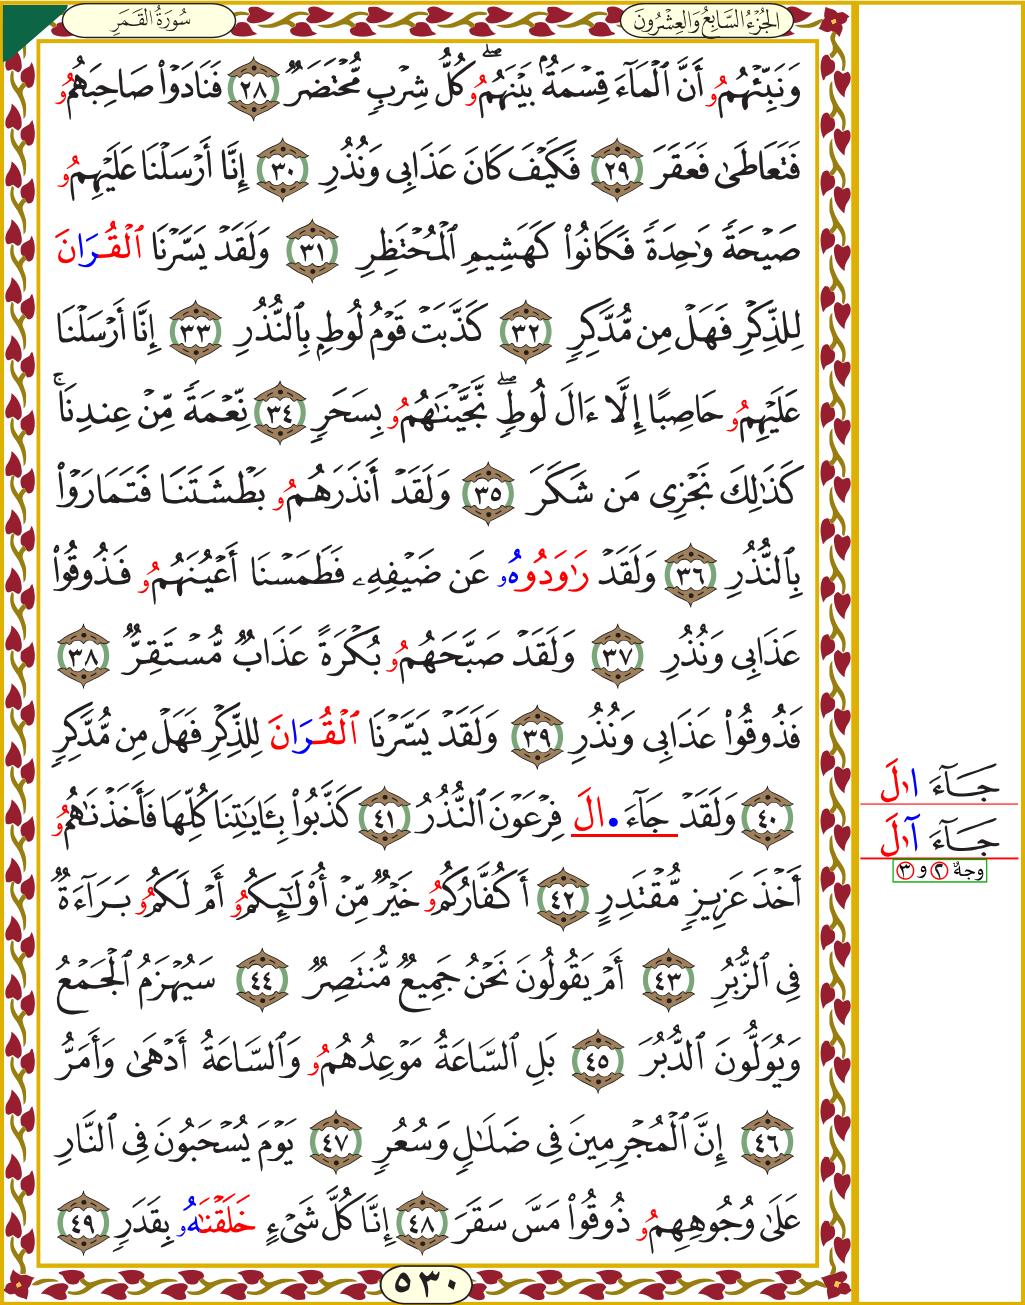 سُورَةُ القَمَرِ
الجُزْءُ السَّابِعُ وَالعِشْرُونَ
وَنَبِّئْهُمُو أَنَّ ٱلْمَآءَ قِسْمَةُۢ بَيْنَهُمُوۖ كُلُّ شِرْبٖ مُّحْتَضَرٞ ٢٨ فَنَادَوْاْ صَاحِبَهُمُو
فَتَعَاطَىٰ فَعَقَرَ ٢٩ فَكَيْفَ كَانَ عَذَابِى وَنُذُرِ ٣٠ إِنَّا أَرْسَلْنَا عَلَيْهِمُو
صَيْحَةٗ وَٰحِدَةٗ فَكَانُواْ كَهَشِيمِ ٱلْمُحْتَظِرِ ٣١ وَلَقَدْ يَسَّرْنَا ٱلْقُرَانَ
لِلذِّكْرِ فَهَلْ مِن مُّدَّكِرٖ ٣٢ كَذَّبَتْ قَوْمُ لُوطِۭ بِٱلنُّذُرِ ٣٣ إِنَّا أَرْسَلْنَا
عَلَيْهِمُو حَاصِبًا إِلَّا ءَالَ لُوطٖۖ نَّجَّيْنَٰهُمُو بِسَحَرٖ ٣٤ نِّعْمَةٗ مِّنْ عِندِنَاۚ
كَذَٰلِكَ نَجْزِى مَن شَكَرَ ٣٥ وَلَقَدْ أَنذَرَهُمُو بَطْشَتَنَا فَتَمَارَوْاْ
بِٱلنُّذُرِ ٣٦ وَلَقَدْ رَٰوَدُوهُو عَن ضَيْفِهِۦ فَطَمَسْنَا أَعْيُنَهُمُو فَذُوقُواْ
عَذَابِى وَنُذُرِ ٣٧ وَلَقَدْ صَبَّحَهُمُو بُكْرَةً عَذَابٞ مُّسْتَقِرّٞ ٣٨
فَذُوقُواْ عَذَابِى وَنُذُرِ ٣٩ وَلَقَدْ يَسَّرْنَا ٱلْقُرَانَ لِلذِّكْرِ فَهَلْ مِن مُّدَّكِرٖ
٤٠ وَلَقَدْ جَآءَ •الَ فِرْعَوْنَ ٱلنُّذُرُ ٤١ كَذَّبُواْ بِـَٔايَٰتِنَا كُلِّهَا فَأَخَذْنَٰهُمُو
أَخْذَ عَزِيزٖ مُّقْتَدِرٍ ٤٢ أَكُفَّارُكُمُو خَيْرٞ مِّنْ أُوْلَٰٓئِكُمُو أَمْ لَكُمُو بَرَآءَةٞ
فِى ٱلزُّبُرِ ٤٣ أَمْ يَقُولُونَ نَحْنُ جَمِيعٞ مُّنتَصِرٞ ٤٤ سَيُهْزَمُ ٱلْجَمْعُ
وَيُوَلُّونَ ٱلدُّبُرَ ٤٥ بَلِ ٱلسَّاعَةُ مَوْعِدُهُمُو وَٱلسَّاعَةُ أَدْهَىٰ وَأَمَرُّ
٤٦ إِنَّ ٱلْمُجْرِمِينَ فِى ضَلَٰلٖ وَسُعُرٖ ٤٧ يَوْمَ يُسْحَبُونَ فِى ٱلنَّارِ
عَلَىٰ وُجُوهِهِمُو ذُوقُواْ مَسَّ سَقَرَ ٤٨ إِنَّا كُلَّ شَىْءٍ خَلَقْنَٰهُو بِقَدَرٖ ٤٩
٥٣٠
جَآءَ اٰلَ
جَآءَ آٰلَ
وجهٌ ٢ و ٣